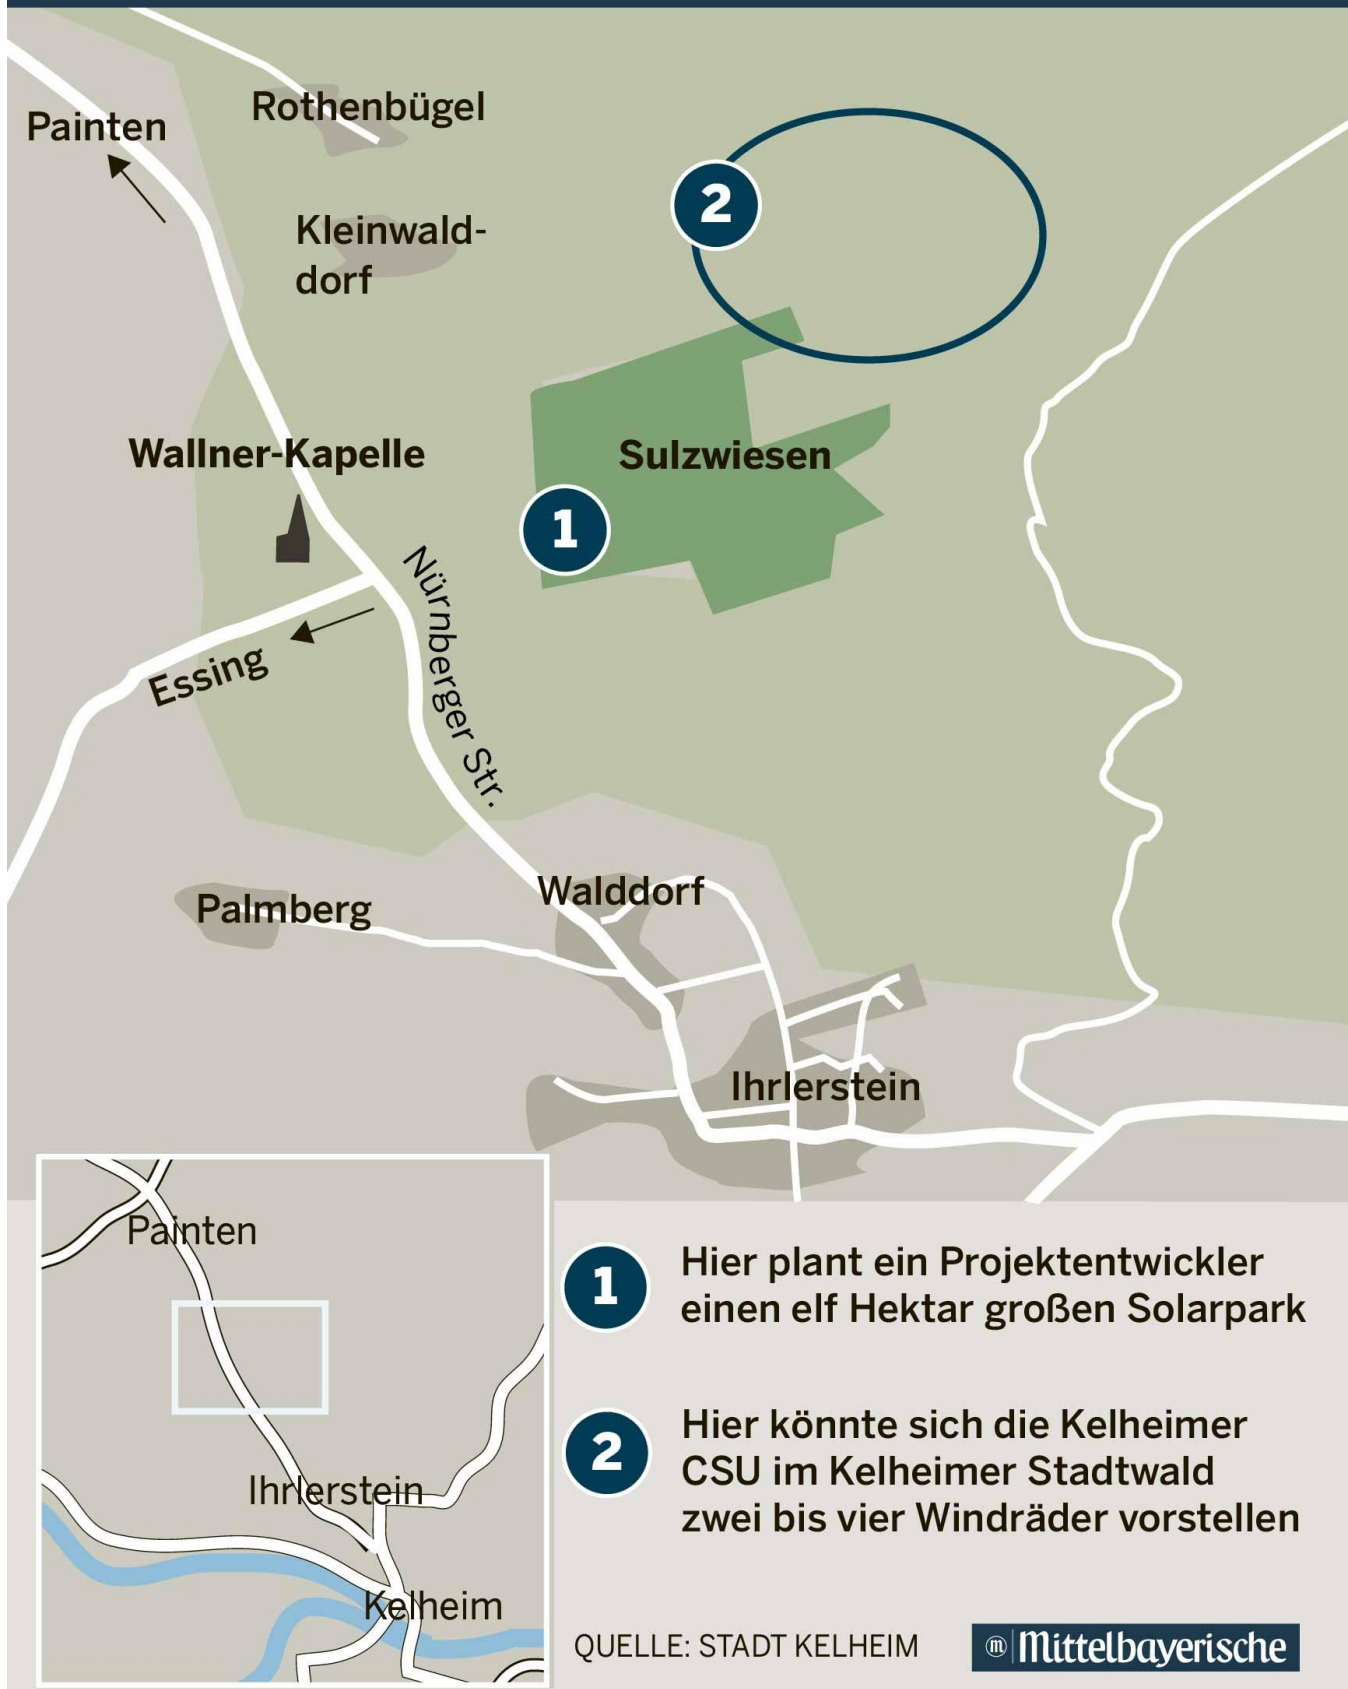 Rothenbügel
Painten
2
Kleinwald-
dorf
Wallner-Kapelle
Sulzwiesen
1
Nürnberger Str.
Essing
Walddorf
Palmberg
Ihrlerstein
Painten
Ihrlerstein
Kelheim
1
Hier plant ein Projektentwickler
einen elf Hektar großen Solarpark
2
Hier könnte sich die Kelheimer
CSU im Kelheimer Stadtwald
zwei bis vier Windräder vorstellen
QUELLE: STADT KELHEIM
m Mittelbayerische